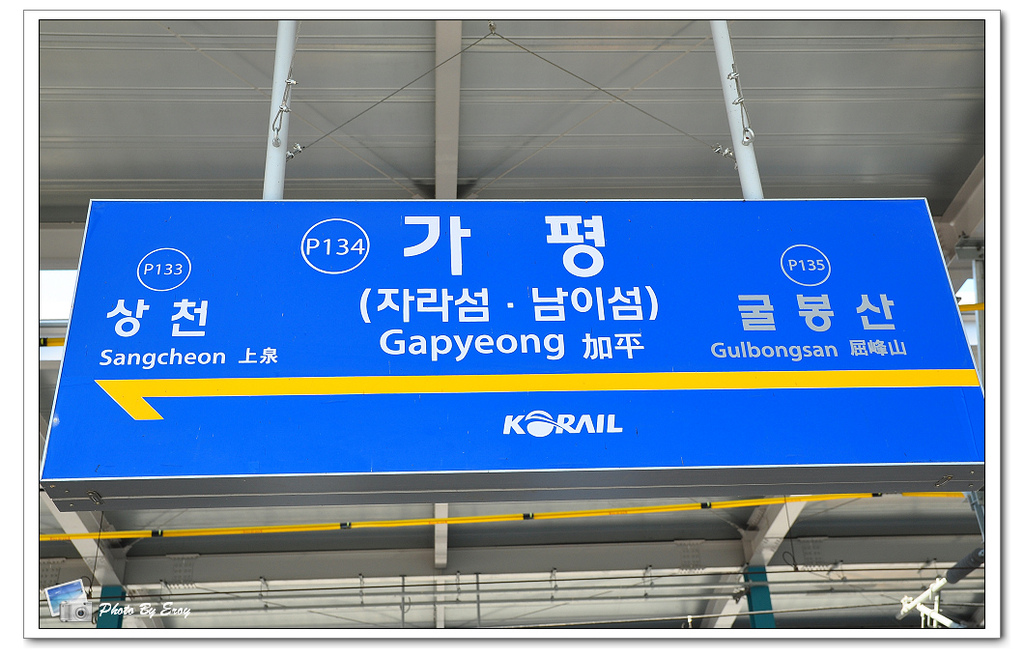 P133
상천
Sangcheon 上泉
P134
가평
(자라섬 · 남이섬)
Gapyeong 加平
P135
굴봉산
Gulbongsan 屈峰山
KORAIL
Photo By Eroy